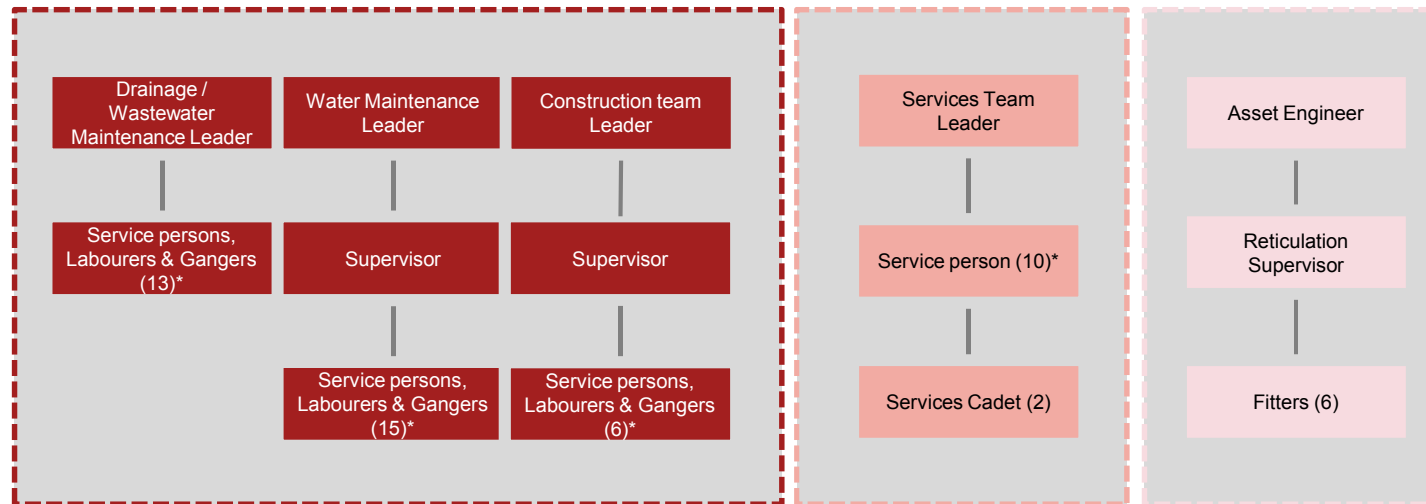 Drainage /
Wastewater
Maintenance Leader
Water Maintenance
Leader
Construction team
Leader
Services Team
Leader
Asset Engineer
Service persons,
Labourers & Gangers
(13)*
Supervisor
Supervisor
Service person (10)*
Reticulation
Supervisor
Service persons,
Labourers & Gangers
(15)*
Service persons,
Labourers & Gangers
(6)*
Services Cadet (2)
Fitters (6)